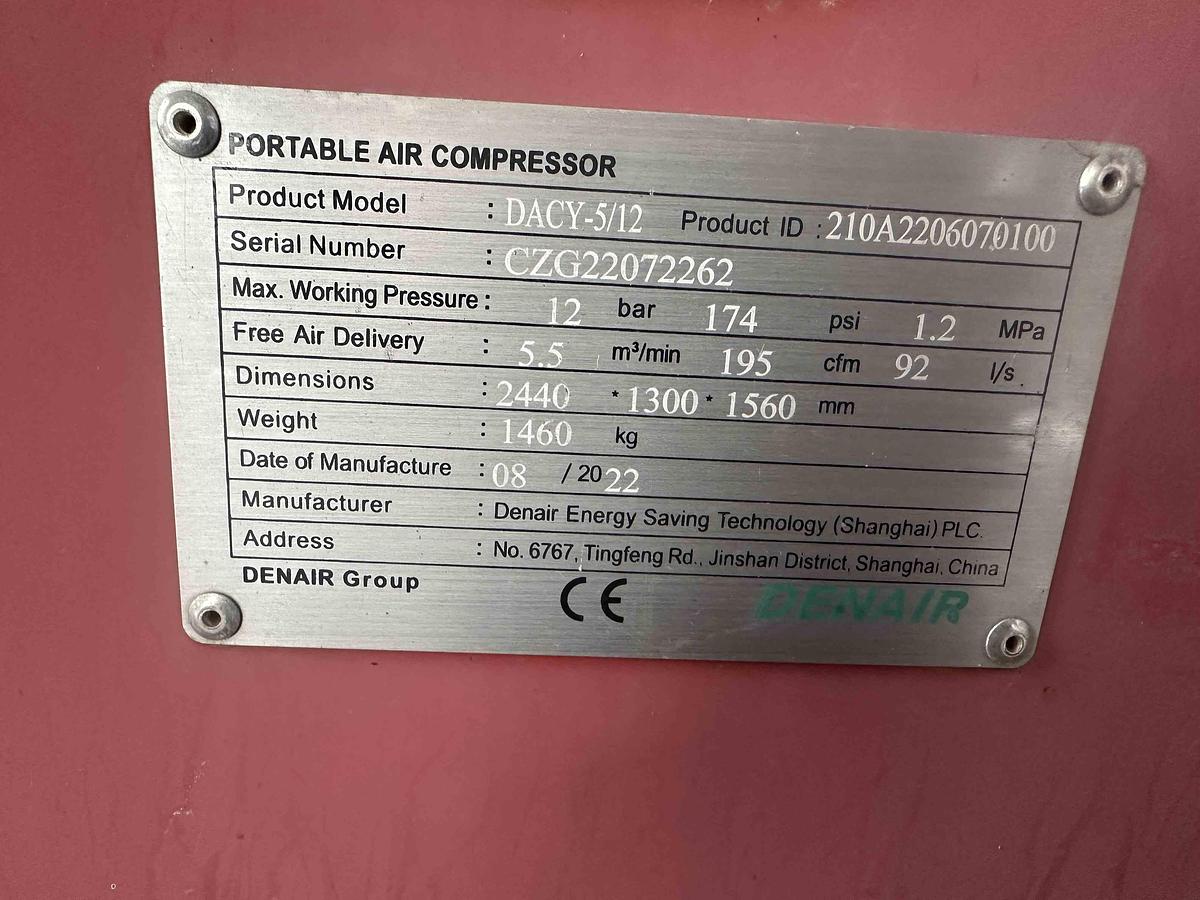 PORTABLE AIR COMPRESSOR
Product Model : DACY-5/12 Product ID : 210A2206070100
Serial Number : CZG22072262
Max. Working Pressure : 12 bar 174 psi 1.2 MPa
Free Air Delivery : 5.5 m³/min 195 cfm 92 l/s
Dimensions : 2440 * 1300 * 1560 mm
Weight : 1460 kg
Date of Manufacture : 08 / 2022
Manufacturer : Denair Energy Saving Technology (Shanghai) PLC.
Address : No. 6767, Tingfeng Rd., Jinshan District, Shanghai, China
DENAIR Group CE DENAIR